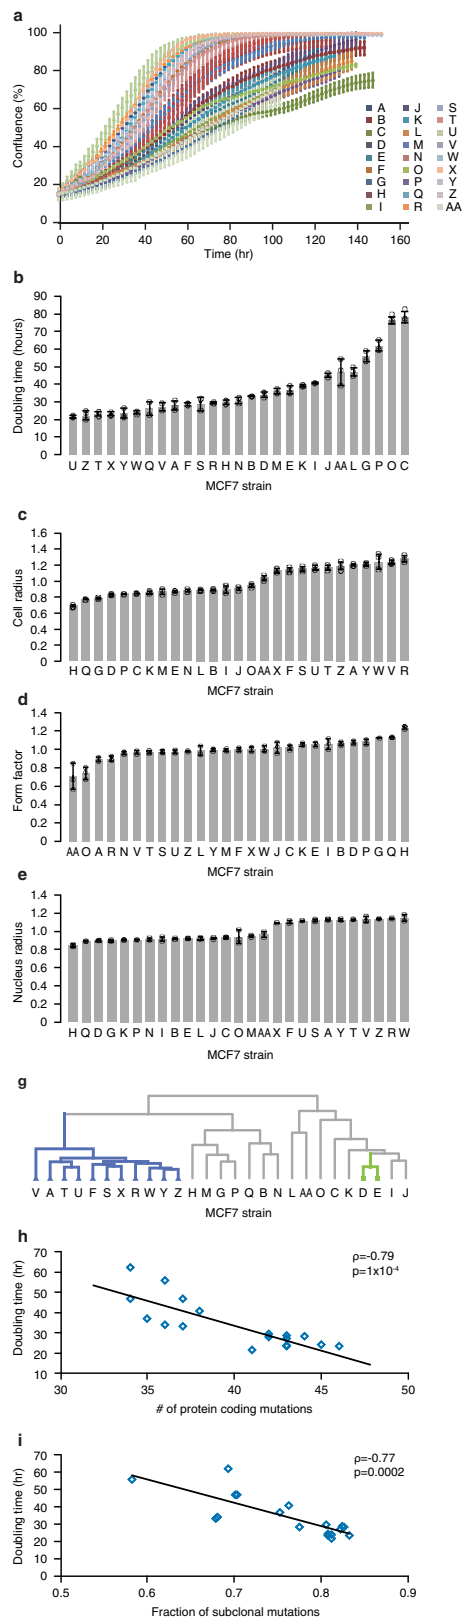 a
100
80
60
40
20
0
Confluence (%)
0 20 40 60 80 100 120 140 160
Time (hr)
A J S
B K T
C L U
D M V
E N W
F O X
G P Y
H Q Z
I R AA
b
90
80
70
60
50
40
30
20
10
0
Doubling time (hours)
U Z T X Y W Q V A F S R H N B D M E K I J AA L G P O C
MCF7 strain
c
1.6
1.4
1.2
1.0
0.8
0.6
0.4
0.2
0
Cell radius
H Q G D P C K M E N L B I J O AA X F S U T Z A Y W V R
MCF7 strain
d
1.4
1.2
1.0
0.8
0.6
0.4
0.2
0
Form factor
AA O A R N V T S U Z L Y M F X W J C K E I B D P G Q H
MCF7 strain
e
1.4
1.2
1.0
0.8
0.6
0.4
0.2
0
Nucleus radius
H Q D G K P N I B E L J C O M AA X F U S A Y T V Z R W
MCF7 strain
g
V A T U F S X R W Y Z H M G P Q B N L AA O C K D E I J
MCF7 strain
h
70
60
50
40
30
20
10
Doubling time (hr)
ρ=-0.79
p=1x10⁻⁴
30 35 40 45 50
# of protein coding mutations
i
70
60
50
40
30
20
10
0
Doubling time (hr)
ρ=-0.77
p=0.0002
0.5 0.6 0.7 0.8 0.9
Fraction of subclonal mutations